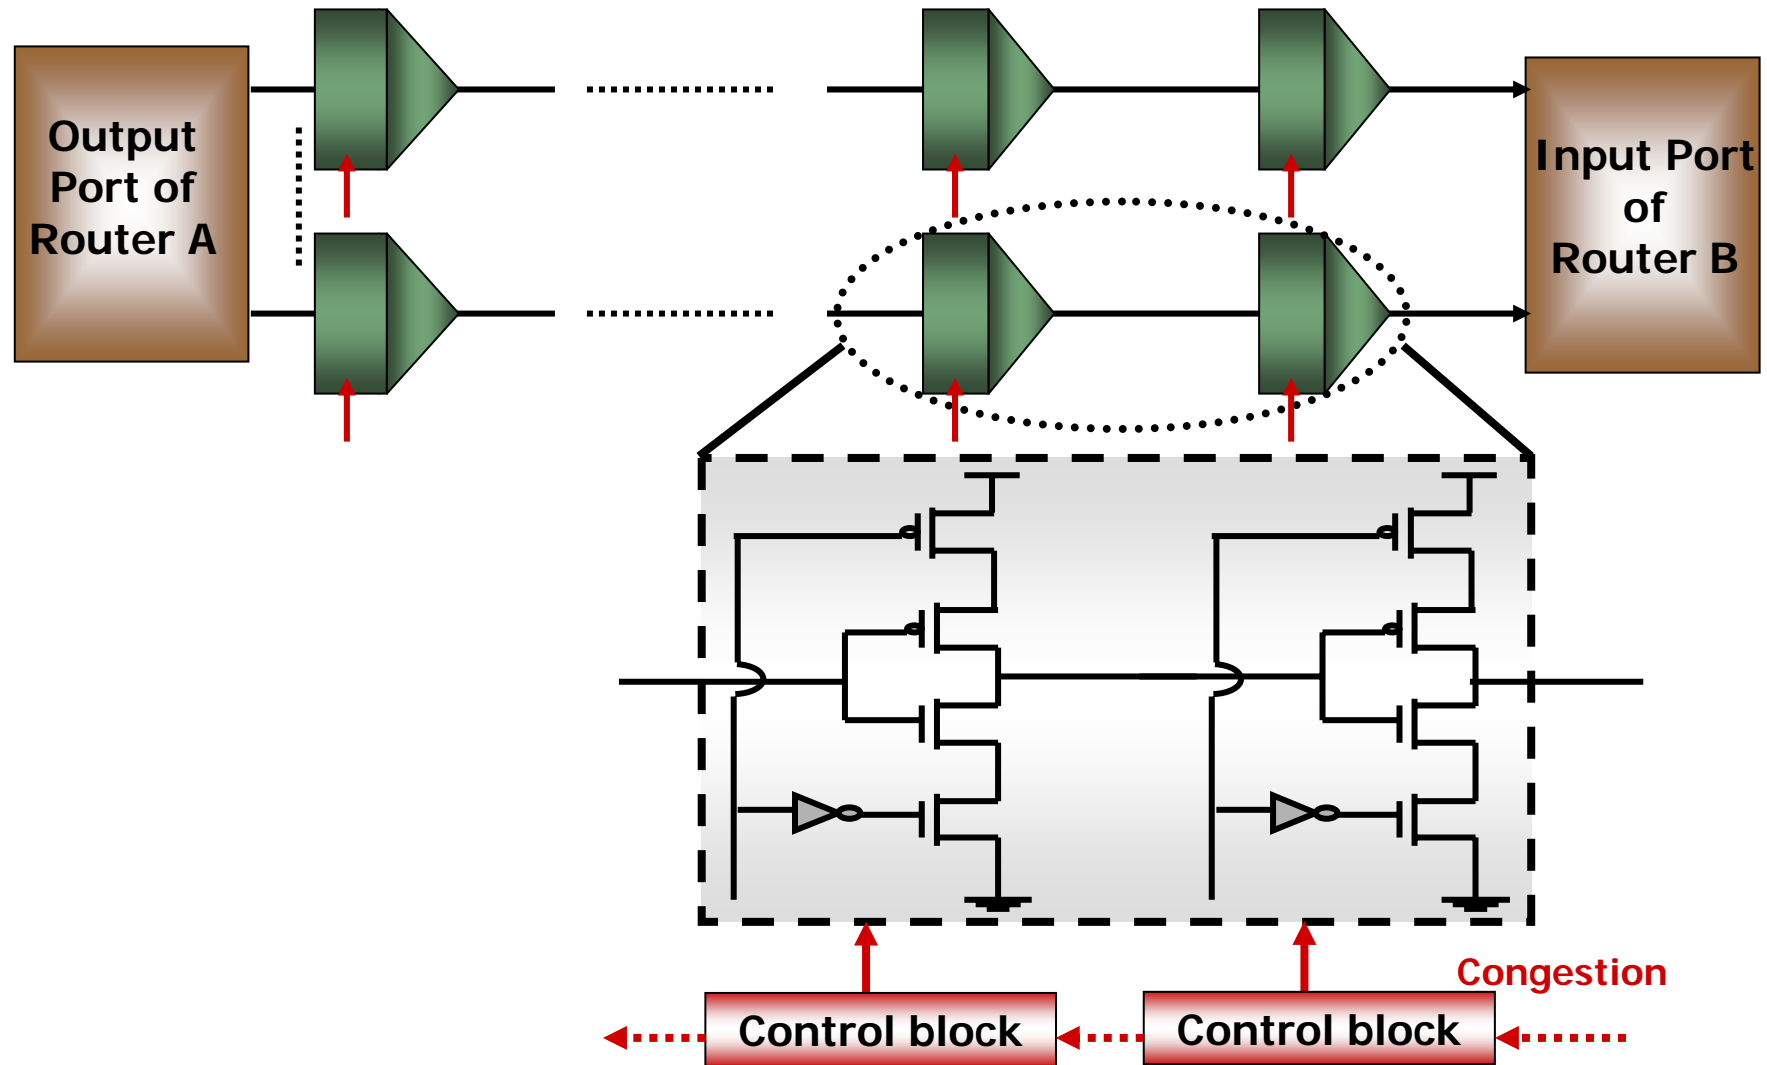 Output
Port of
Router A
Input Port
of
Router B
Congestion
Control block
Control block